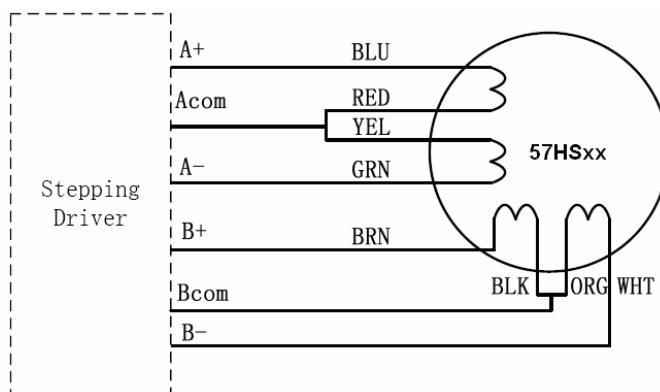 A+ BLU
Acom RED
YEL
57HSxx
A- GRN
Stepping
Driver
B+ BRN
BLK ORG WHT
Bcom
B-